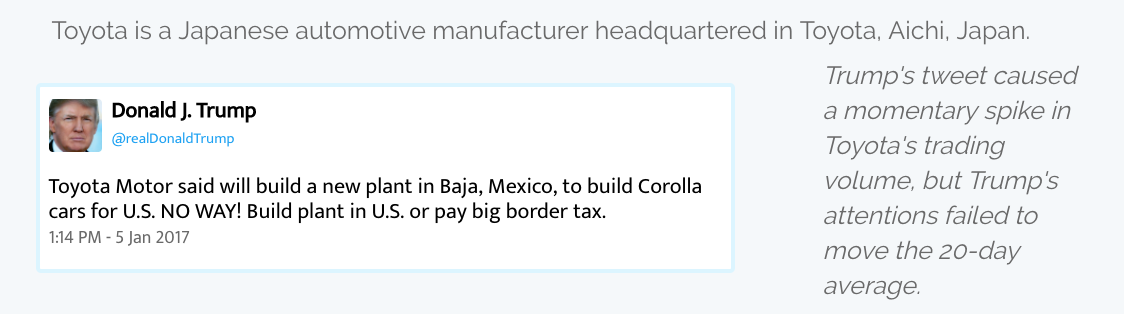 Toyota is a Japanese automotive manufacturer headquartered in Toyota, Aichi, Japan.
Donald J. Trump
@realDonaldTrump
Toyota Motor said will build a new plant in Baja, Mexico, to build Corolla
cars for U.S. NO WAY! Build plant in U.S. or pay big border tax.
1:14 PM - 5 Jan 2017
Trump's tweet caused
a momentary spike in
Toyota's trading
volume, but Trump's
attentions failed to
move the 20-day
average.